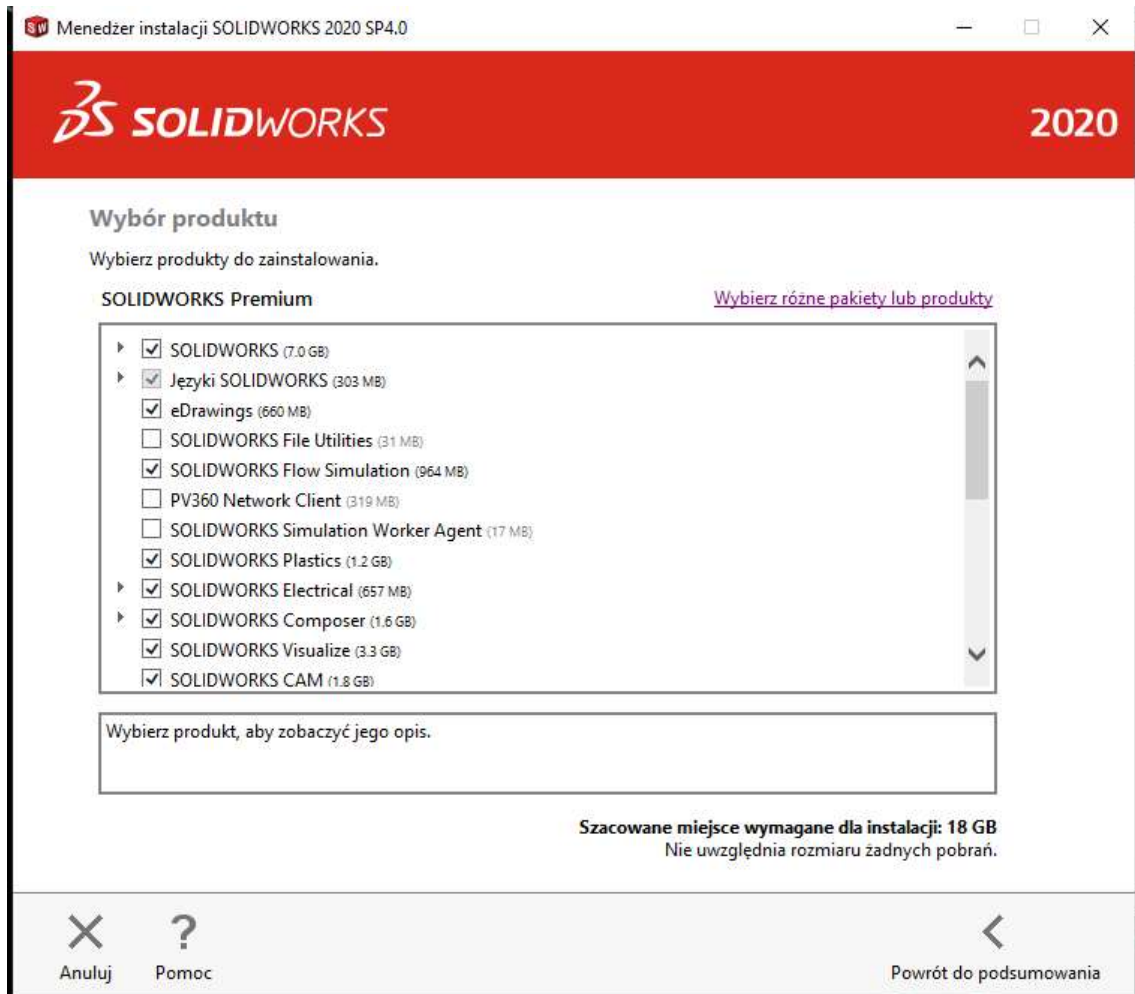 Menedżer instalacji SOLIDWORKS 2020 SP4.0
SOLIDWORKS 2020
Wybór produktu
Wybierz produkty do zainstalowania.
SOLIDWORKS Premium Wybierz różne pakiety lub produkty
SOLIDWORKS (7.0 GB)
Języki SOLIDWORKS (303 MB)
eDrawings (660 MB)
SOLIDWORKS File Utilities (31 MB)
SOLIDWORKS Flow Simulation (964 MB)
PV360 Network Client (319 MB)
SOLIDWORKS Simulation Worker Agent (17 MB)
SOLIDWORKS Plastics (1.2 GB)
SOLIDWORKS Electrical (657 MB)
SOLIDWORKS Composer (1.6 GB)
SOLIDWORKS Visualize (3.3 GB)
SOLIDWORKS CAM (1.8 GB)
Wybierz produkt, aby zobaczyć jego opis.
Szacowane miejsce wymagane dla instalacji: 18 GB
Nie uwzględnia rozmiaru żadnych pobrań.
Anuluj Pomoc Powrót do podsumowania